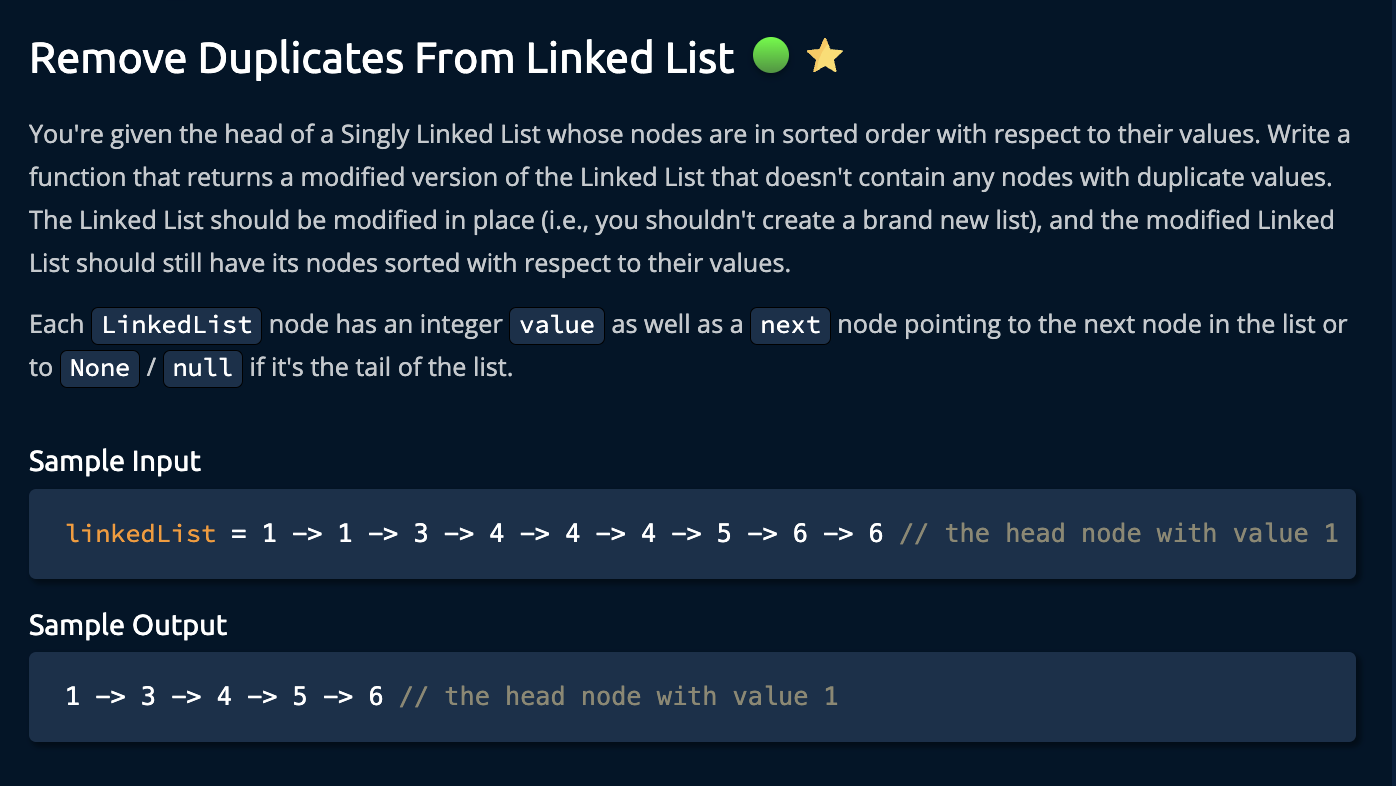 Remove Duplicates From Linked List
You're given the head of a Singly Linked List whose nodes are in sorted order with respect to their values. Write a
function that returns a modified version of the Linked List that doesn't contain any nodes with duplicate values.
The Linked List should be modified in place (i.e., you shouldn't create a brand new list), and the modified Linked
List should still have its nodes sorted with respect to their values.
Each LinkedList node has an integer value as well as a next node pointing to the next node in the list or
to None / null if it's the tail of the list.
Sample Input
linkedList = 1 -> 1 -> 3 -> 4 -> 4 -> 4 -> 5 -> 6 -> 6 // the head node with value 1
Sample Output
1 -> 3 -> 4 -> 5 -> 6 // the head node with value 1